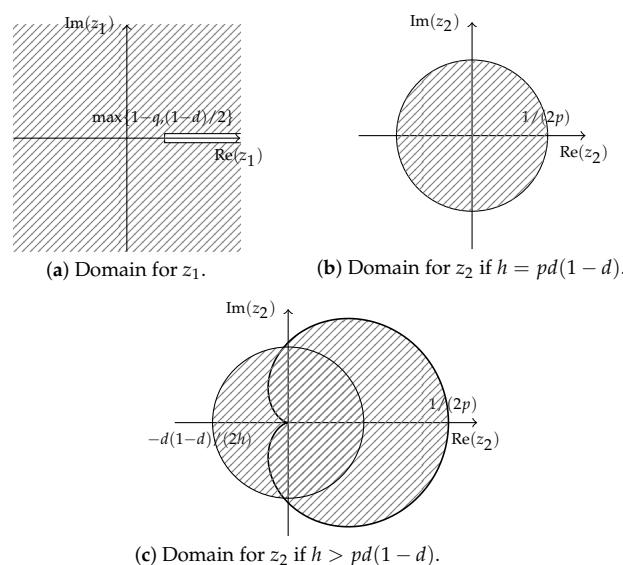 Im(z₁)
max{1−q,(1−d)/2}
Re(z₁)
(a) Domain for z₁.
Im(z₂)
1/(2p)
Re(z₂)
(b) Domain for z₂ if h = pd(1 − d).
Im(z₂)
1/(2p)
−d(1−d)/(2h)
Re(z₂)
(c) Domain for z₂ if h > pd(1 − d).